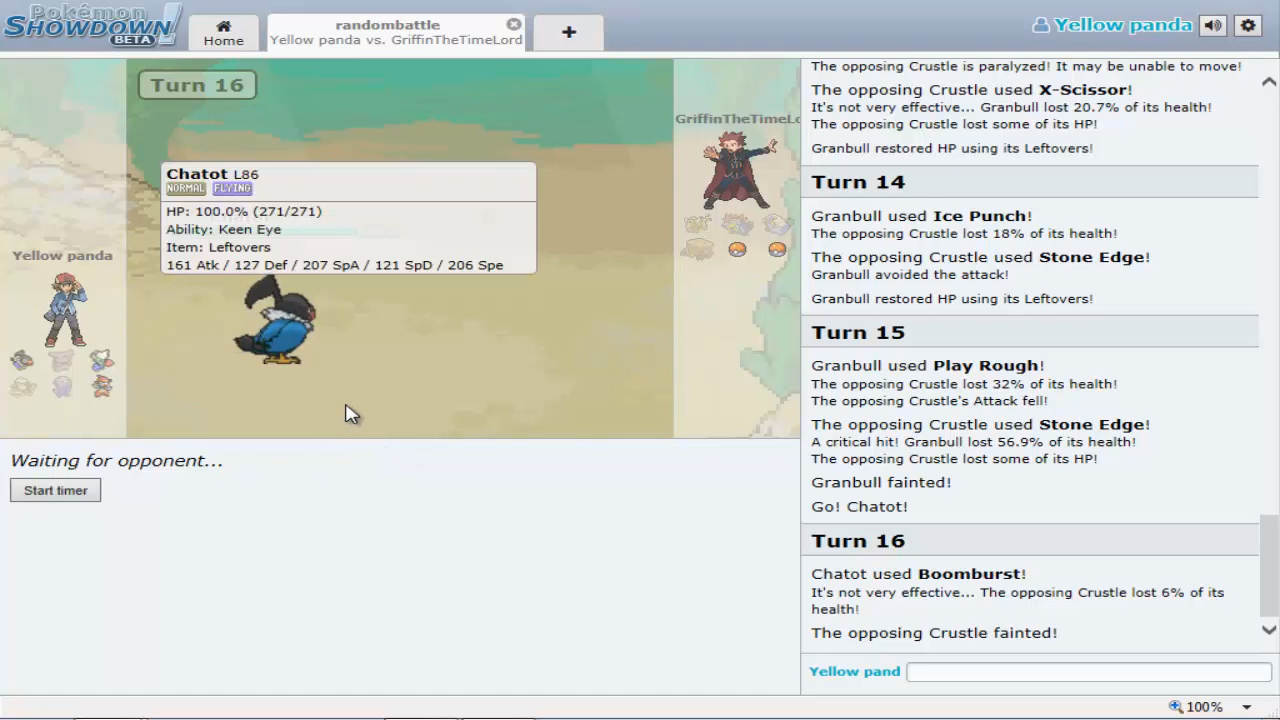 Pokémon
SHOWDOWN!
BETA
Home
randombattle
Yellow panda vs. GriffinTheTimeLord
+
Yellow panda
Turn 16
Chatot L86
NORMAL FLYING
HP: 100.0% (271/271)
Ability: Keen Eye
Item: Leftovers
161 Atk / 127 Def / 207 SpA / 121 SpD / 206 Spe
Yellow panda
GriffinTheTimeLo
Waiting for opponent...
Start timer
The opposing Crustle is paralyzed! It may be unable to move!
The opposing Crustle used X-Scissor!
It's not very effective... Granbull lost 20.7% of its health!
The opposing Crustle lost some of its HP!
Granbull restored HP using its Leftovers!
Turn 14
Granbull used Ice Punch!
The opposing Crustle lost 18% of its health!
The opposing Crustle used Stone Edge!
Granbull avoided the attack!
Granbull restored HP using its Leftovers!
Turn 15
Granbull used Play Rough!
The opposing Crustle lost 32% of its health!
The opposing Crustle's Attack fell!
The opposing Crustle used Stone Edge!
A critical hit! Granbull lost 56.9% of its health!
The opposing Crustle lost some of its HP!
Granbull fainted!
Go! Chatot!
Turn 16
Chatot used Boomburst!
It's not very effective... The opposing Crustle lost 6% of its
health!
The opposing Crustle fainted!
Yellow pand
100%